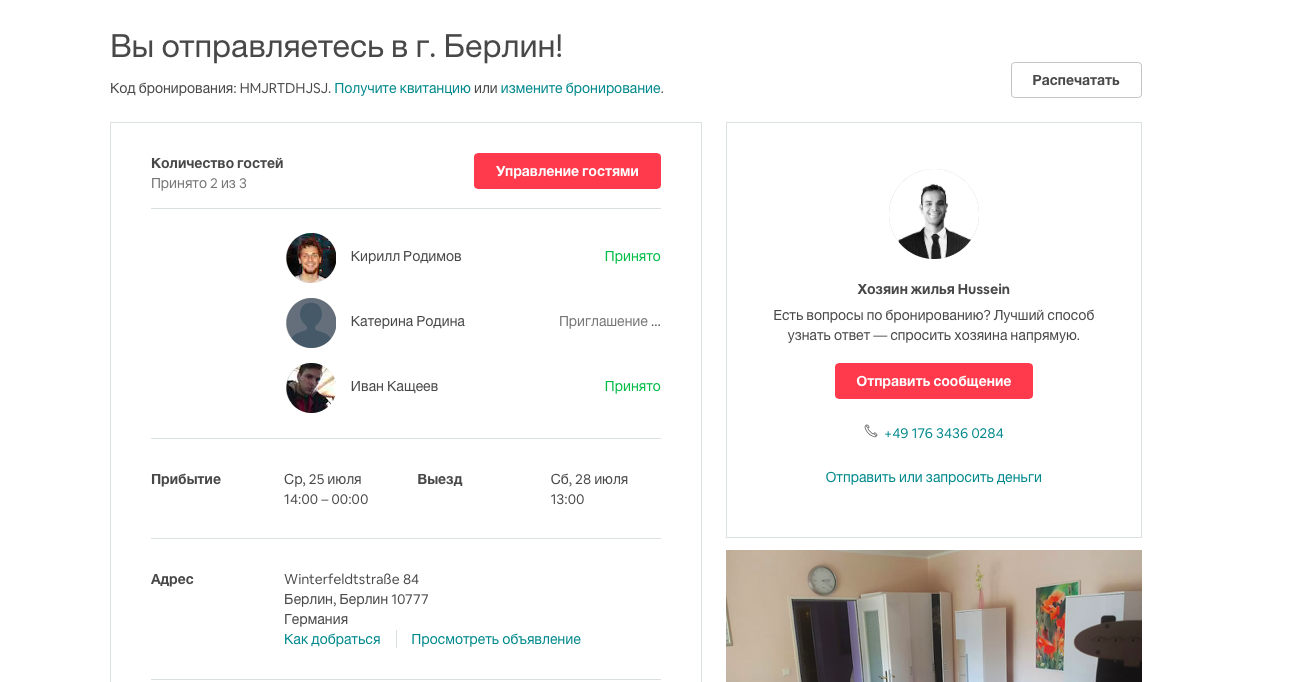 Вы отправляетесь в г. Берлин!
Код бронирования: HMJRTDHJSJ. Получите квитанцию или измените бронирование.
Распечатать
Количество гостей
Принято 2 из 3
Управление гостями
Кирилл Родимов
Принято
Катерина Родина
Приглашение ...
Иван Кащеев
Принято
Прибытие
Ср, 25 июля
14:00 – 00:00
Выезд
Сб, 28 июля
13:00
Адрес
Winterfeldtstraße 84
Берлин, Берлин 10777
Германия
Как добраться
Просмотреть объявление
Хозяин жилья Hussein
Есть вопросы по бронированию? Лучший способ
узнать ответ — спросить хозяина напрямую.
Отправить сообщение
+49 176 3436 0284
Отправить или запросить деньги